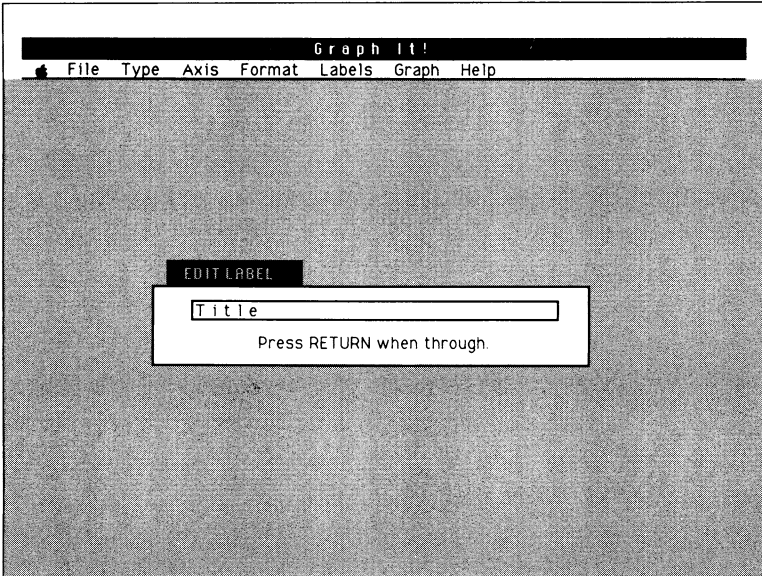 Graph It!
File Type Axis Format Labels Graph Help
EDIT LABEL
Title
Press RETURN when through.